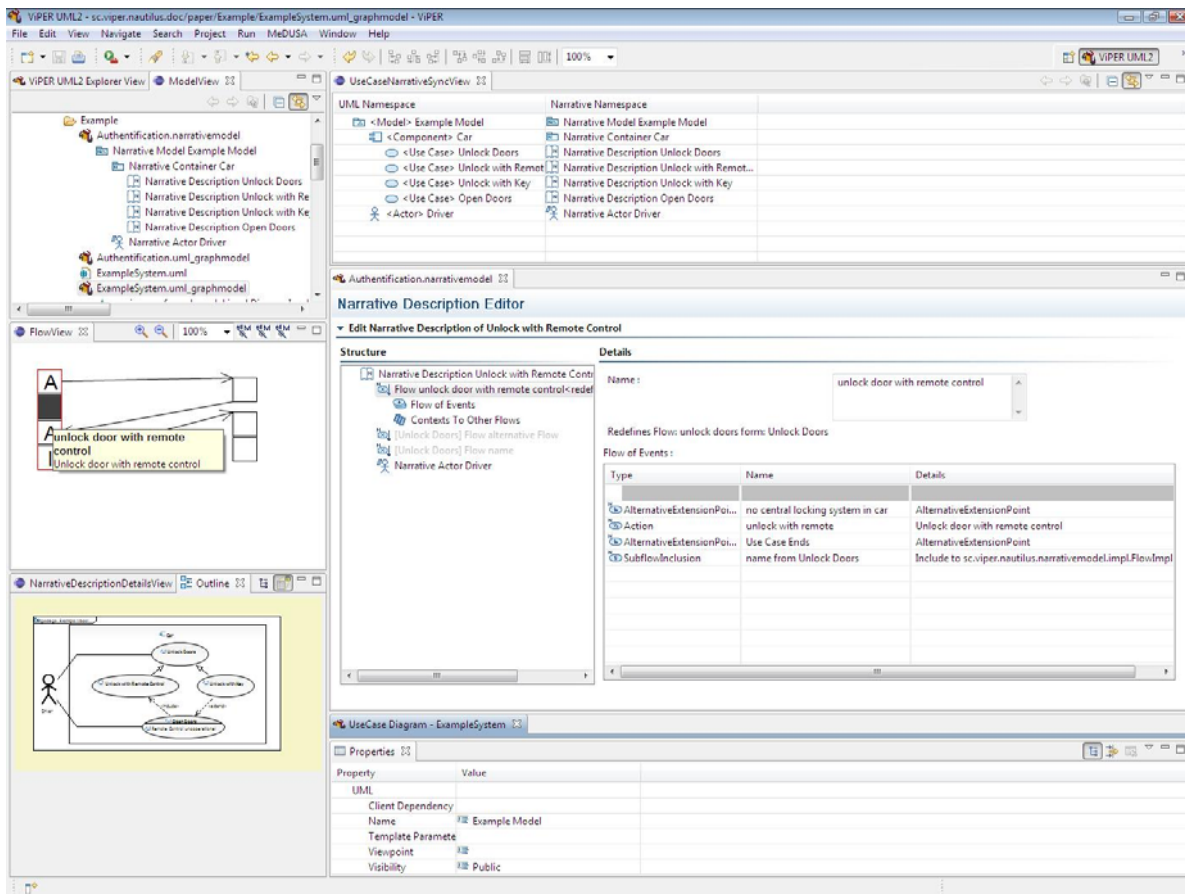 ViPER UML2 - sc.viper.nautilus.doc/paper/Example/ExampleSystem.uml_graphmodel - ViPER
File Edit View Navigate Search Project Run MeDUSA Window Help
100%
ViPER UML2
ViPER UML2 Explorer View ModelView
Example
Authentification.narrativemodel
Narrative Model Example Model
Narrative Container Car
Narrative Description Unlock Doors
Narrative Description Unlock with Re
Narrative Description Unlock with Ke
Narrative Description Open Doors
Narrative Actor Driver
Authentification.uml_graphmodel
ExampleSystem.uml
ExampleSystem.uml_graphmodel
UseCaseNarrativeSyncView
UML Namespace Narrative Namespace
<Model> Example Model Narrative Model Example Model
<Component> Car Narrative Container Car
<Use Case> Unlock Doors Narrative Description Unlock Doors
<Use Case> Unlock with Remot Narrative Description Unlock with Remot...
<Use Case> Unlock with Key Narrative Description Unlock with Key
<Use Case> Open Doors Narrative Description Open Doors
<Actor> Driver Narrative Actor Driver
FlowView 100%
A
A
I
unlock door with remote
control
Unlock door with remote control
Authentification.narrativemodel
Narrative Description Editor
Edit Narrative Description of Unlock with Remote Control
Structure
Narrative Description Unlock with Remote Contr
Flow unlock door with remote control<redef
Flow of Events
Contexts To Other Flows
[Unlock Doors] Flow alternative Flow
[Unlock Doors] Flow name
Narrative Actor Driver
Details
Name : unlock door with remote control
Redefines Flow: unlock doors form: Unlock Doors
Flow of Events :
Type Name Details
AlternativeExtensionPoi... no central locking system in car AlternativeExtensionPoint
Action unlock with remote Unlock door with remote control
AlternativeExtensionPoi... Use Case Ends AlternativeExtensionPoint
SubflowInclusion name from Unlock Doors Include to sc.viper.nautilus.narrativemodel.impl.FlowImpl
NarrativeDescriptionDetailsView Outline
Car
Unlock Doors
Unlock with Remote Control Unlock with Key
Open Doors
UseCase Diagram - ExampleSystem
Properties
Property Value
UML
Client Dependency
Name Example Model
Template Paramete
Viewpoint
Visibility Public